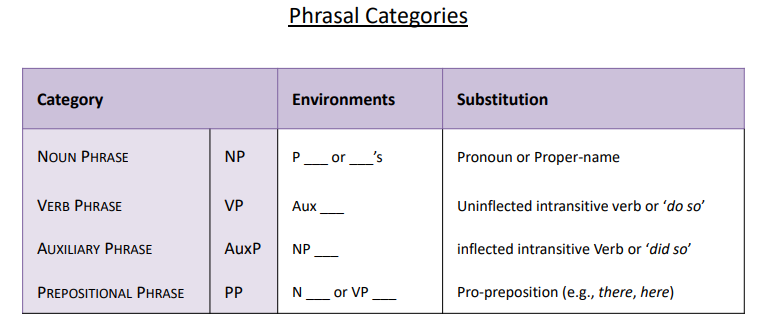 Phrasal Categories
Category Environments Substitution
NOUN PHRASE NP P ___ or ___’s Pronoun or Proper-name
VERB PHRASE VP Aux ___ Uninflected intransitive verb or ‘do so’
AUXILIARY PHRASE AuxP NP ___ inflected intransitive Verb or ‘did so’
PREPOSITIONAL PHRASE PP N ___ or VP ___ Pro-preposition (e.g., there, here)